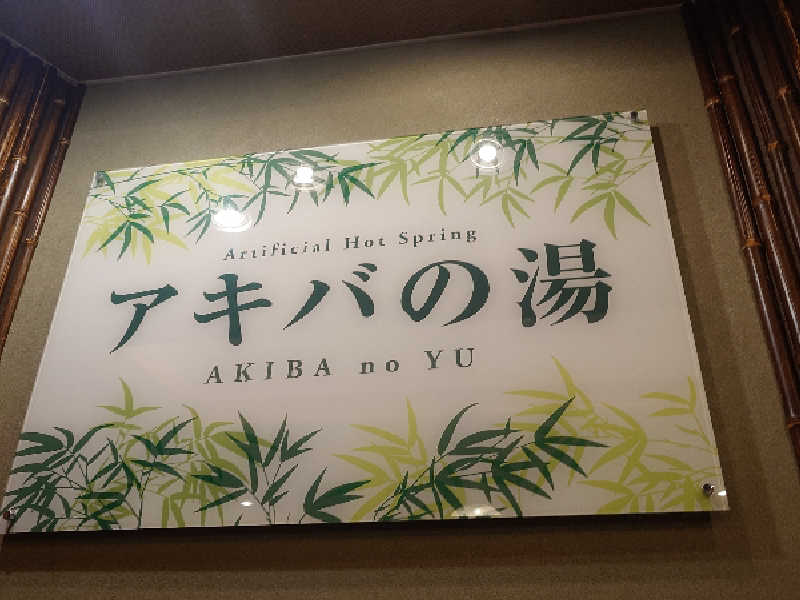 Artificial Hot Spring
アキバの湯
AKIBA no YU